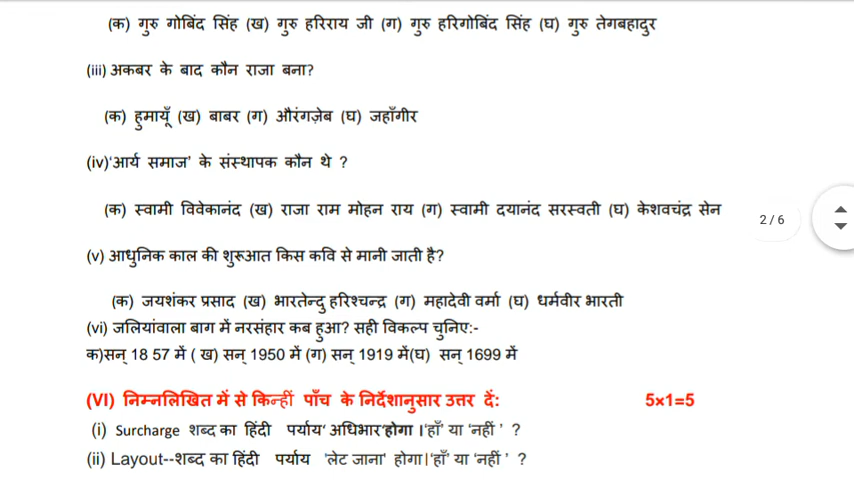 (क) गुरु गोबिंद सिंह (ख) गुरु हरिराय जी (ग) गुरु हरिगोबिंद सिंह (घ) गुरु तेगबहादुर
(iii) अकबर के बाद कौन राजा बना?
(क) हुमायूँ (ख) बाबर (ग) औरंगज़ेब (घ) जहाँगीर
(iv)'आर्य समाज' के संस्थापक कौन थे ?
(क) स्वामी विवेकानंद (ख) राजा राम मोहन राय (ग) स्वामी दयानंद सरस्वती (घ) केशवचंद्र सेन
2 / 6
(v) आधुनिक काल की शुरूआत किस कवि से मानी जाती है?
(क) जयशंकर प्रसाद (ख) भारतेन्दु हरिश्चन्द्र (ग) महादेवी वर्मा (घ) धर्मवीर भारती
(vi) जलियांवाला बाग में नरसंहार कब हुआ? सही विकल्प चुनिए:-
क)सन् 18 57 में ( ख) सन् 1950 में (ग) सन् 1919 में(घ) सन् 1699 में
(VI) निम्नलिखित में से किन्हीं पाँच के निर्देशानुसार उत्तर दें: 5×1=5
(i) Surcharge शब्द का हिंदी पर्याय' अधिभार'होगा ।'हाँ' या 'नहीं ' ?
(ii) Layout--शब्द का हिंदी पर्याय 'लेट जाना' होगा।'हाँ' या 'नहीं ' ?